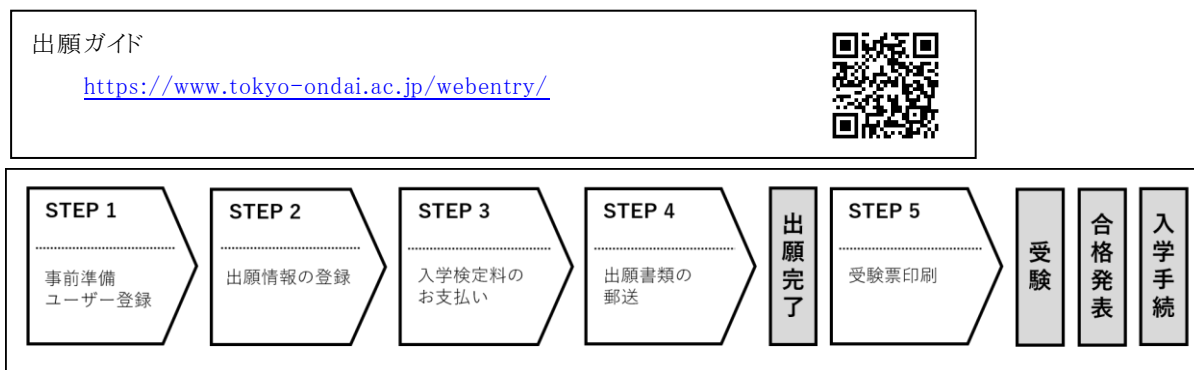 出願ガイド
https://www.tokyo-ondai.ac.jp/webentry/
STEP 1
事前準備
ユーザー登録
STEP 2
出願情報の登録
STEP 3
入学検定料の
お支払い
STEP 4
出願書類の
郵送
出願完了
STEP 5
受験票印刷
受験
合格発表
入学手続